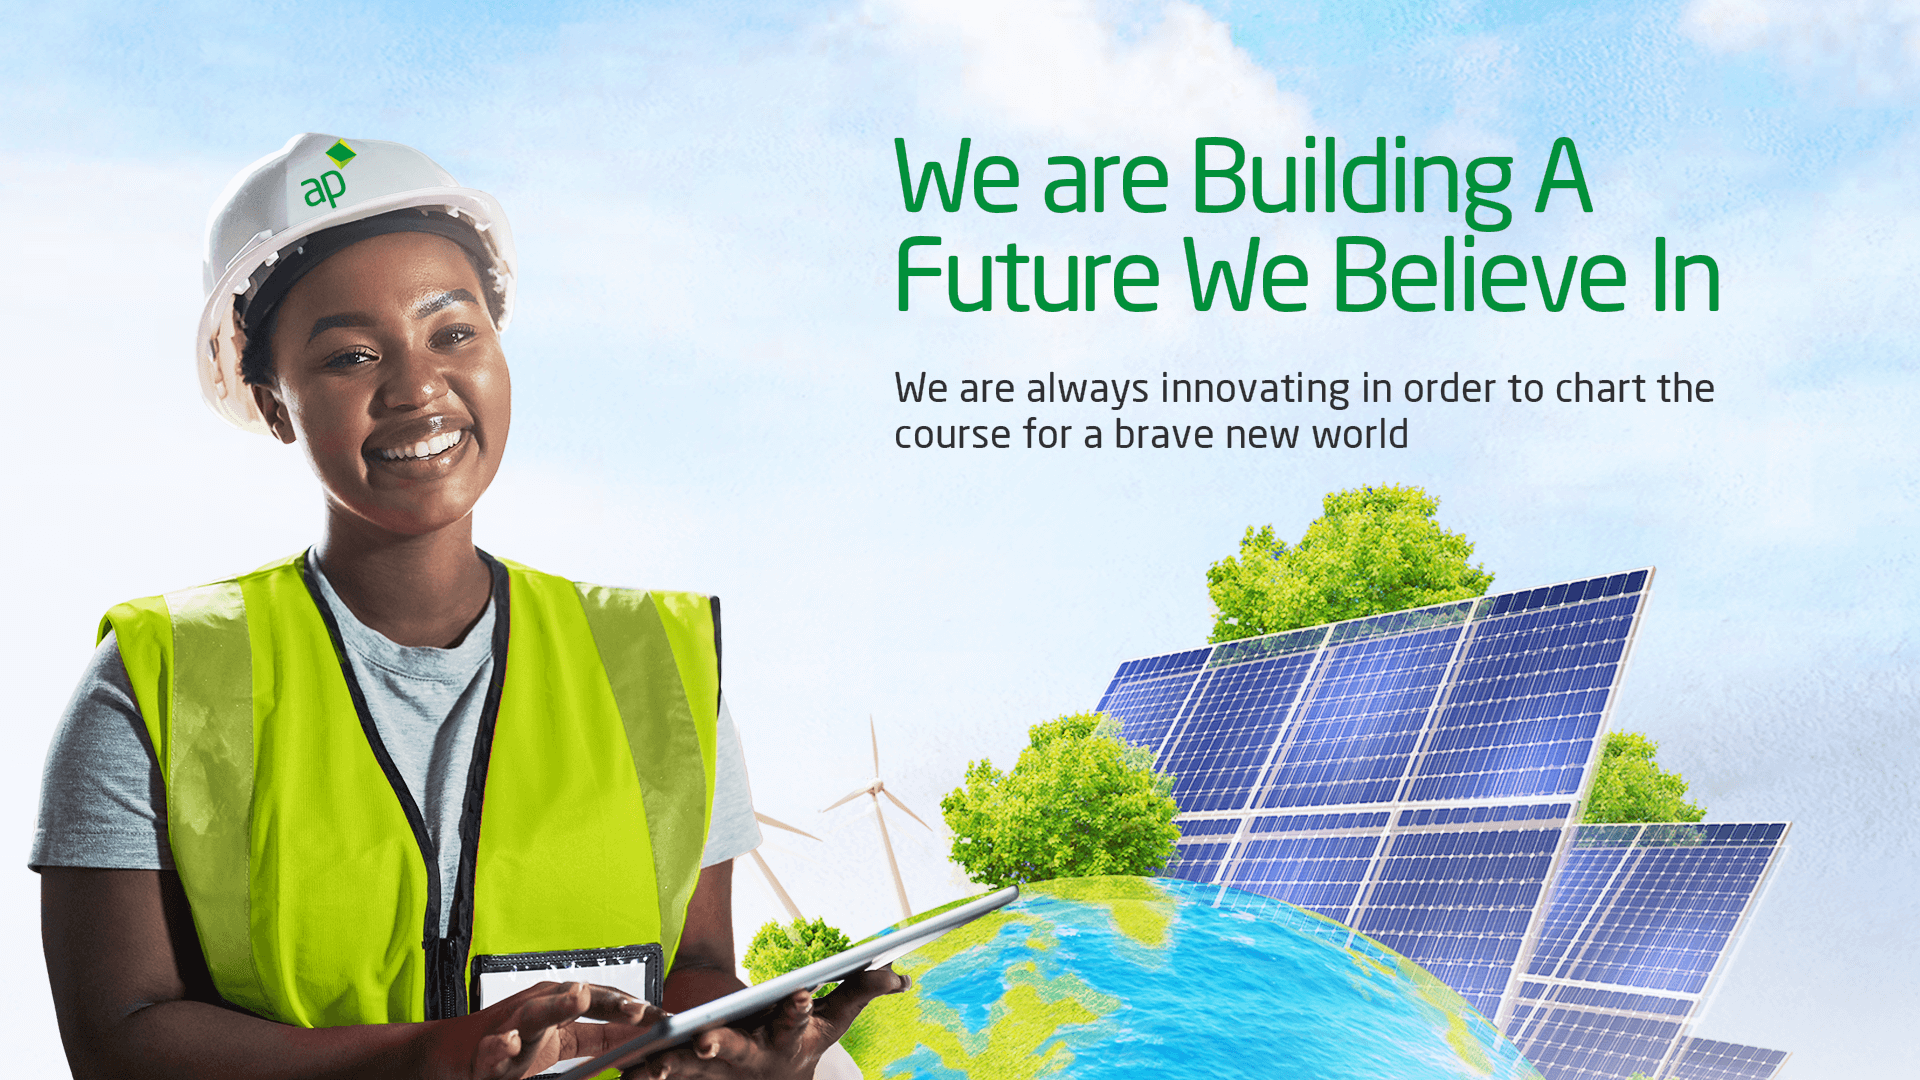 ap
We are Building A
Future We Believe In
We are always innovating in order to chart the
course for a brave new world